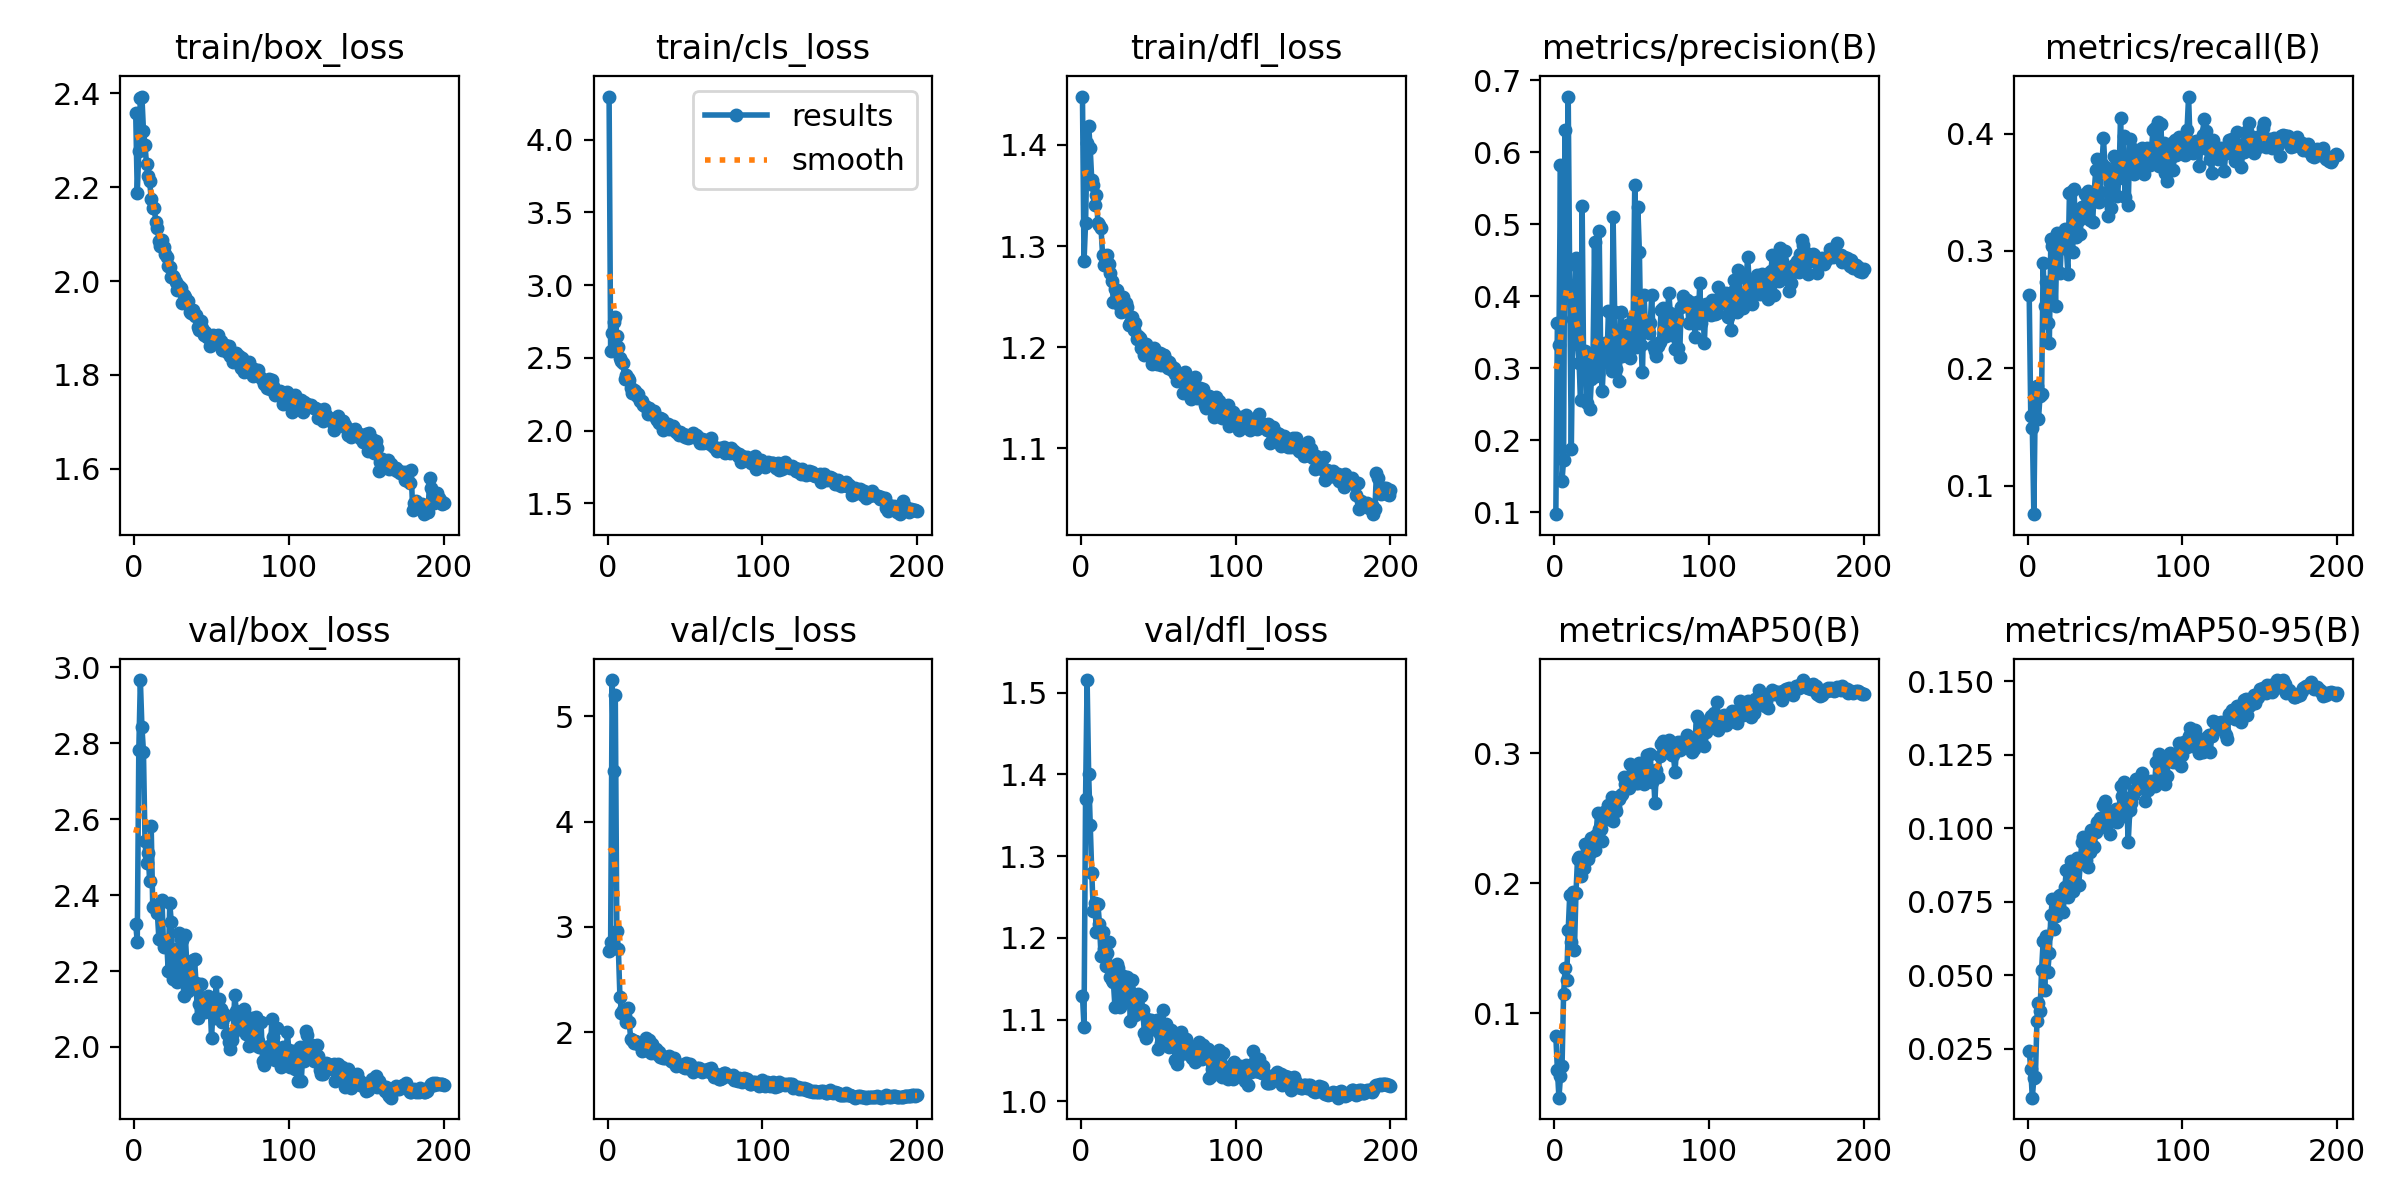 train/box_loss
2.4
2.2
2.0
1.8
1.6
0 100 200
train/cls_loss
results
smooth
4.0
3.5
3.0
2.5
2.0
1.5
0 100 200
train/dfl_loss
1.4
1.3
1.2
1.1
0 100 200
metrics/precision(B)
0.7
0.6
0.5
0.4
0.3
0.2
0.1
0 100 200
metrics/recall(B)
0.4
0.3
0.2
0.1
0 100 200
val/box_loss
3.0
2.8
2.6
2.4
2.2
2.0
0 100 200
val/cls_loss
5
4
3
2
0 100 200
val/dfl_loss
1.5
1.4
1.3
1.2
1.1
1.0
0 100 200
metrics/mAP50(B)
0.3
0.2
0.1
0 100 200
metrics/mAP50-95(B)
0.150
0.125
0.100
0.075
0.050
0.025
0 100 200